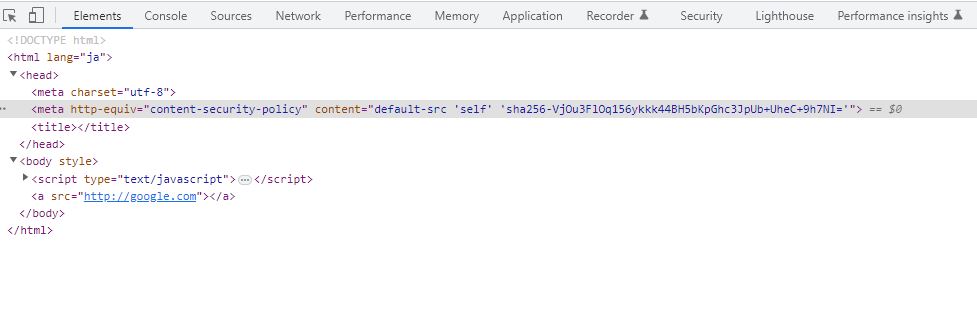 Elements Console Sources Network Performance Memory Application Recorder Security Lighthouse Performance insights
<!DOCTYPE html>
<html lang="ja">
<head>
<meta charset="utf-8">
<meta http-equiv="content-security-policy" content="default-src 'self' 'sha256-VjOu3FlOq156ykkk44BH5bKpGhc3JpUb+UheC+9h7NI='"> == $0
<title></title>
</head>
<body style>
<script type="text/javascript">…</script>
<a src="http://google.com"></a>
</body>
</html>